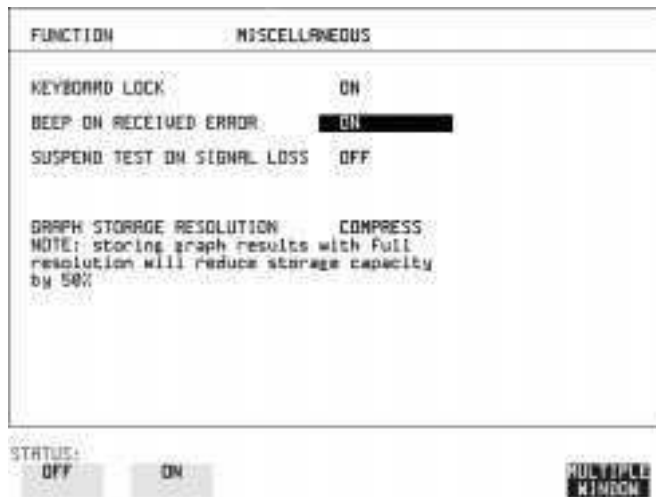 FUNCTION MISCELLANEOUS
KEYBOARD LOCK ON
BEEP ON RECEIVED ERROR ON
SUSPEND TEST ON SIGNAL LOSS OFF
GRAPH STORAGE RESOLUTION COMPRESS
NOTE: storing graph results with Full
resolution will reduce storage capacity
by 50%
STATUS:
OFF ON MULTIPLE
WINDOW